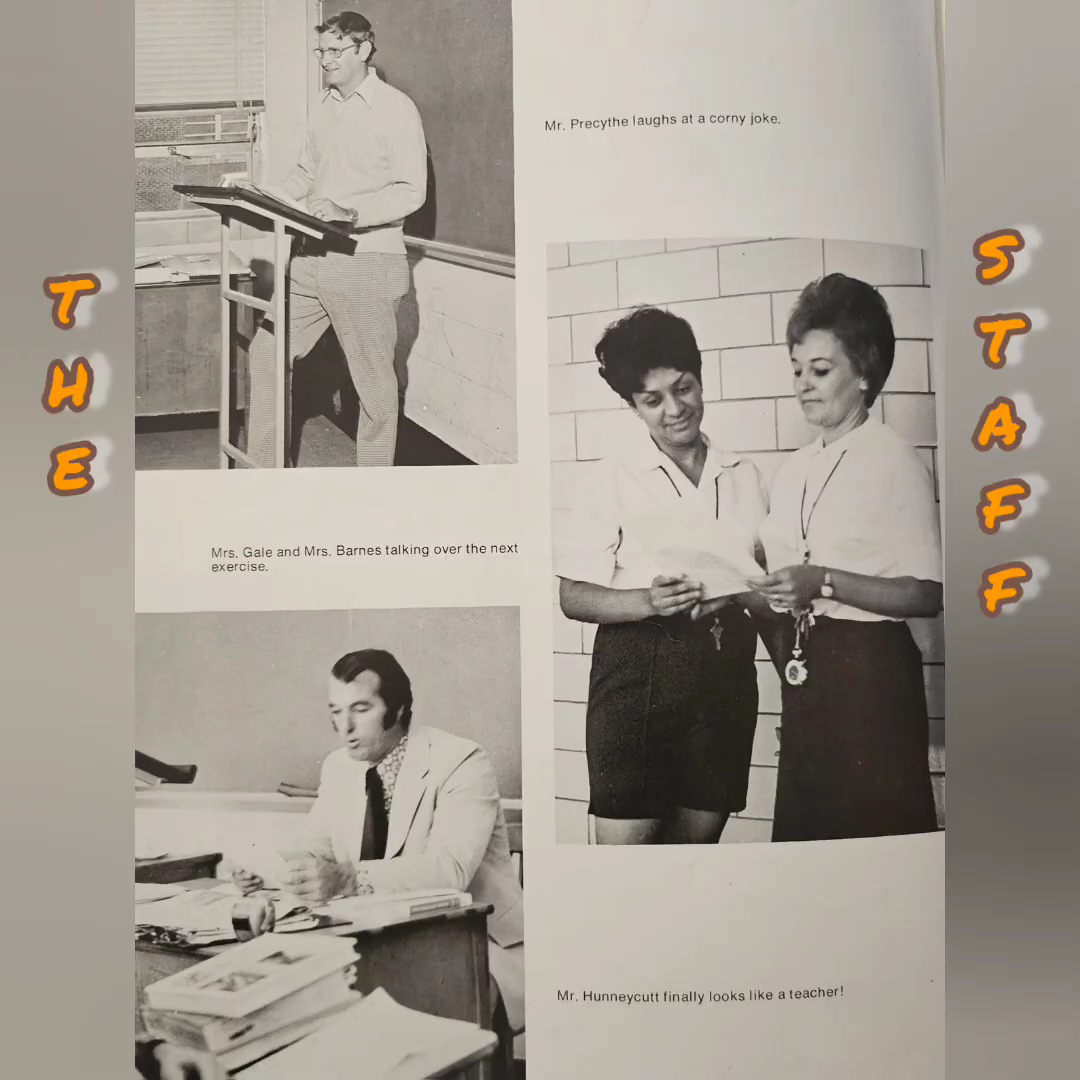 THE
STAFF
Mr. Precythe laughs at a corny joke.
Mrs. Gale and Mrs. Barnes talking over the next
exercise.
Mr. Hunneycutt finally looks like a teacher!